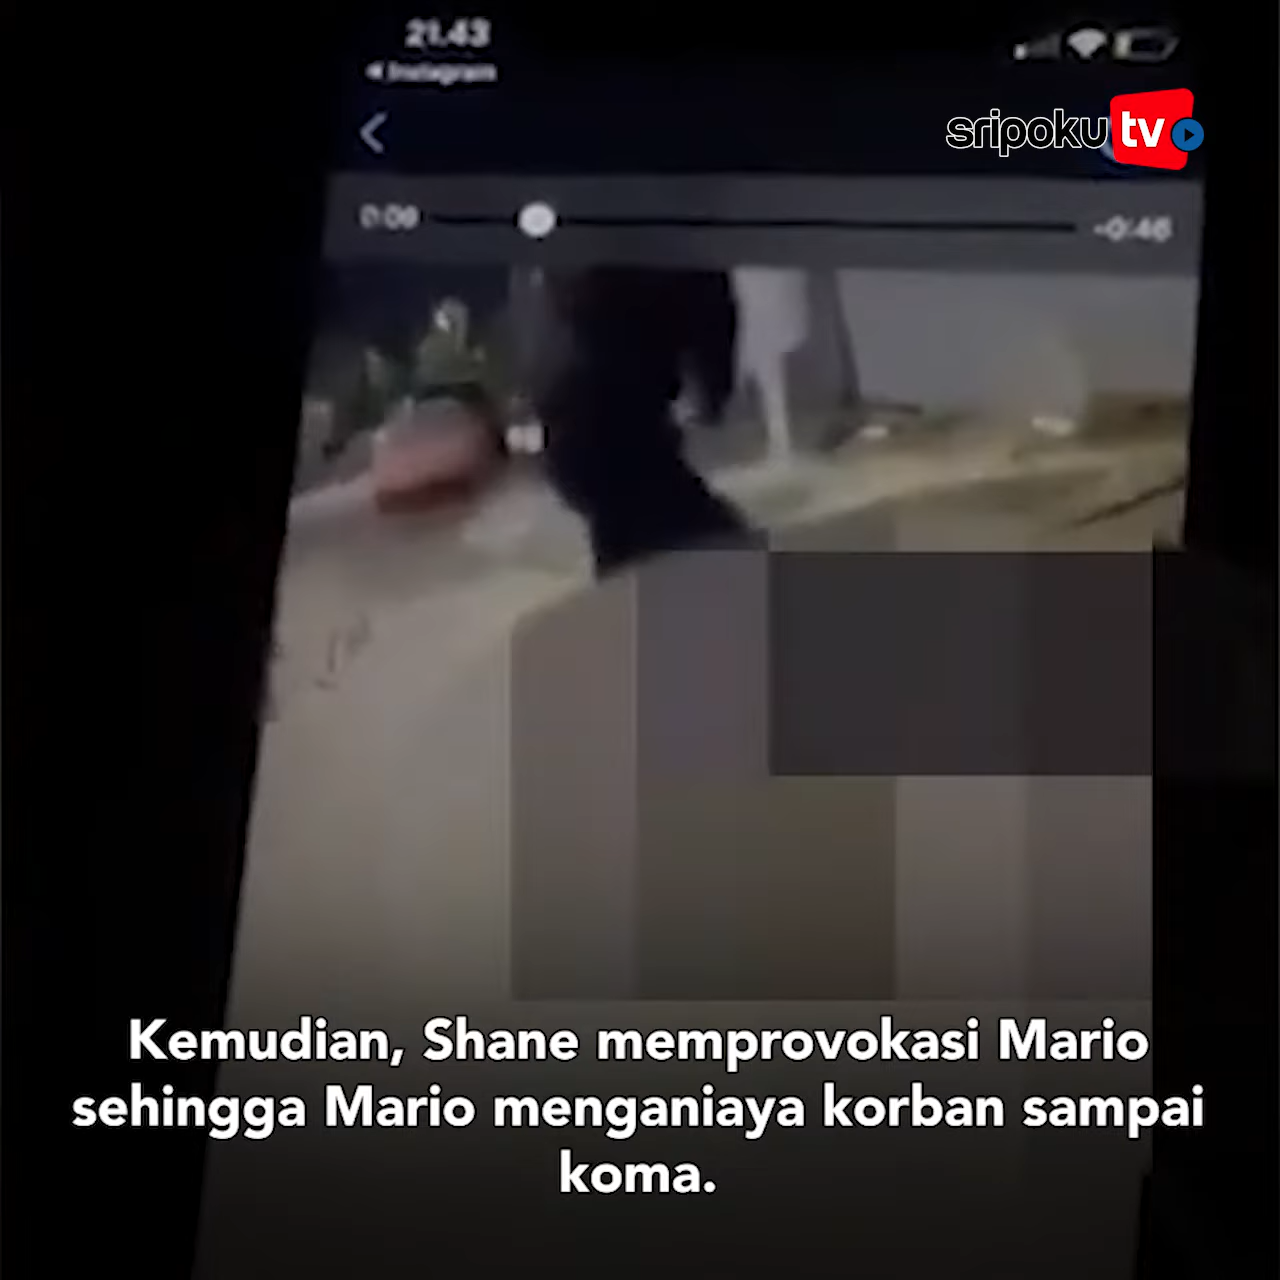 21.43
Instagram
sripoku tv
0:09
-0:46
Kemudian, Shane memprovokasi Mario
sehingga Mario menganiaya korban sampai
koma.